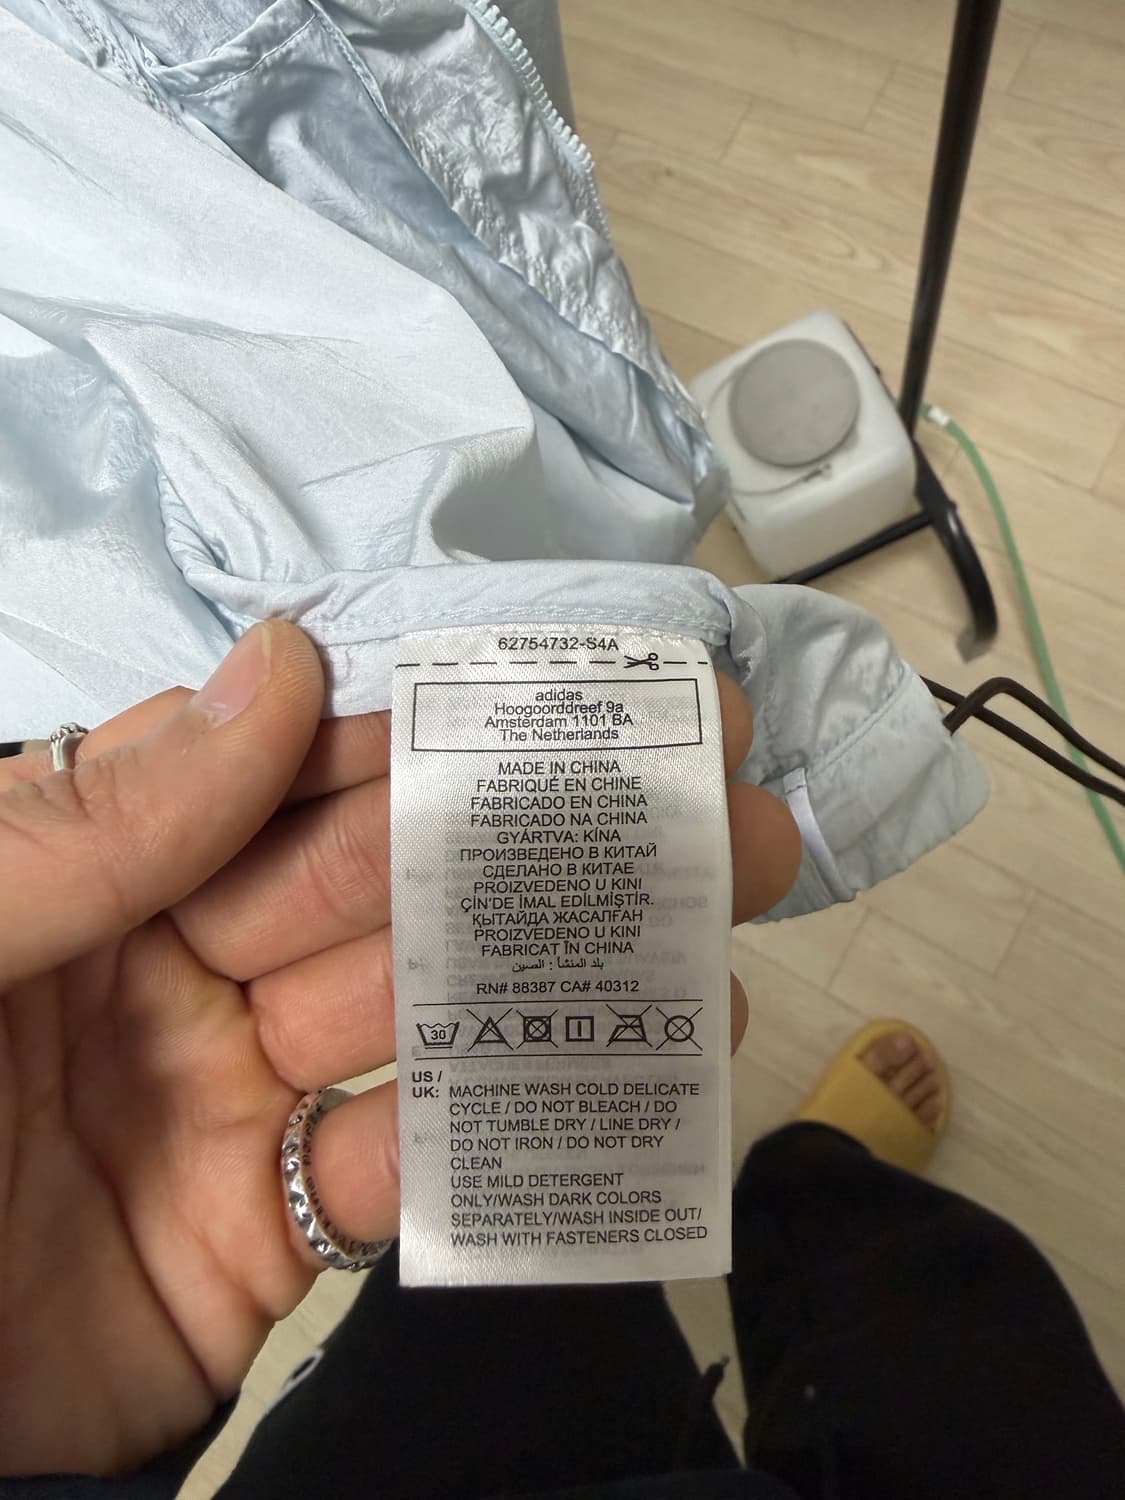 62754732-S4A
adidas
Hoogoorddreef 9a
Amsterdam 1101 BA
The Netherlands
MADE IN CHINA
FABRIQUÉ EN CHINE
FABRICADO EN CHINA
FABRICADO NA CHINA
GYÁRTVA: KÍNA
ПРОИЗВЕДЕНО В КИТАЙ
СДЕЛАНО В КИТАЕ
PROIZVEDENO U KINI
ÇİN'DE İMAL EDİLMİŞTİR.
ҚЫТАЙДА ЖАСАЛҒАН
PROIZVEDENO U KINI
FABRICAT ÎN CHINA
بلد المنشأ : الصين
RN# 88387 CA# 40312
30
US /
UK: MACHINE WASH COLD DELICATE
CYCLE / DO NOT BLEACH / DO
NOT TUMBLE DRY / LINE DRY /
DO NOT IRON / DO NOT DRY
CLEAN
USE MILD DETERGENT
ONLY/WASH DARK COLORS
SEPARATELY/WASH INSIDE OUT/
WASH WITH FASTENERS CLOSED